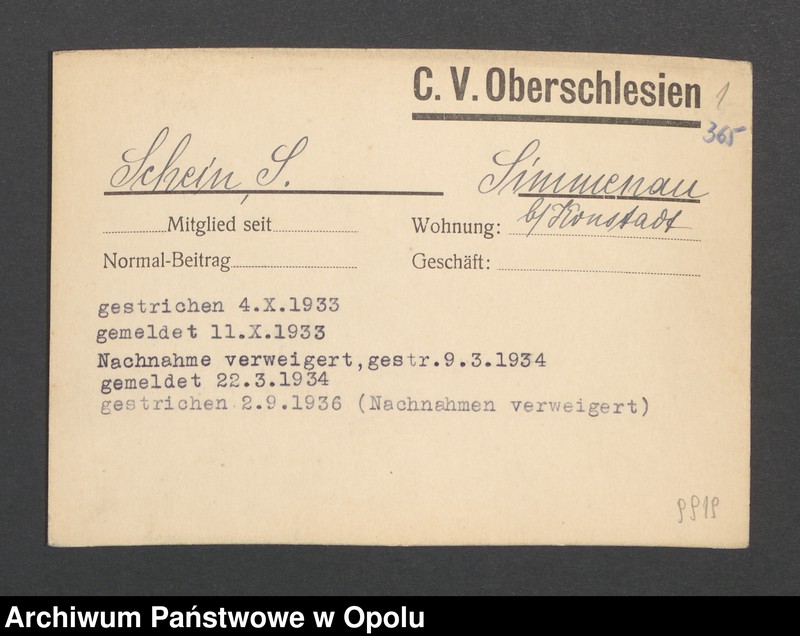 C. V. Oberschlesien
1
365
Schein, S.
Simmenau
b/Konstadt
Mitglied seit
Wohnung:
Normal-Beitrag
Geschäft:
gestrichen 4.X.1933
gemeldet 11.X.1933
Nachnahme verweigert,gestr.9.3.1934
gemeldet 22.3.1934
gestrichen 2.9.1936 (Nachnahmen verweigert)
Archiwum Państwowe w Opolu